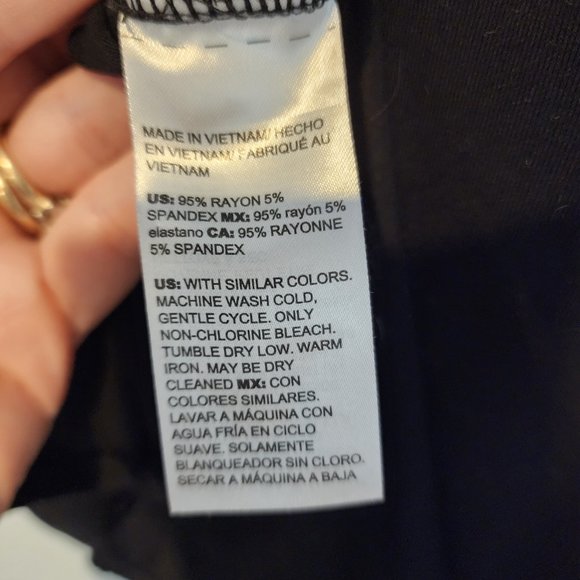 MADE IN VIETNAM/ HECHO
EN VIETNAM/ FABRIQUÉ AU
VIETNAM
US: 95% RAYON 5%
SPANDEX MX: 95% rayón 5%
elastano CA: 95% RAYONNE
5% SPANDEX
US: WITH SIMILAR COLORS.
MACHINE WASH COLD,
GENTLE CYCLE. ONLY
NON-CHLORINE BLEACH.
TUMBLE DRY LOW. WARM
IRON. MAY BE DRY
CLEANED MX: CON
COLORES SIMILARES.
LAVAR A MÁQUINA CON
AGUA FRÍA EN CICLO
SUAVE. SOLAMENTE
BLANQUEADOR SIN CLORO.
SECAR A MÁQUINA A BAJA